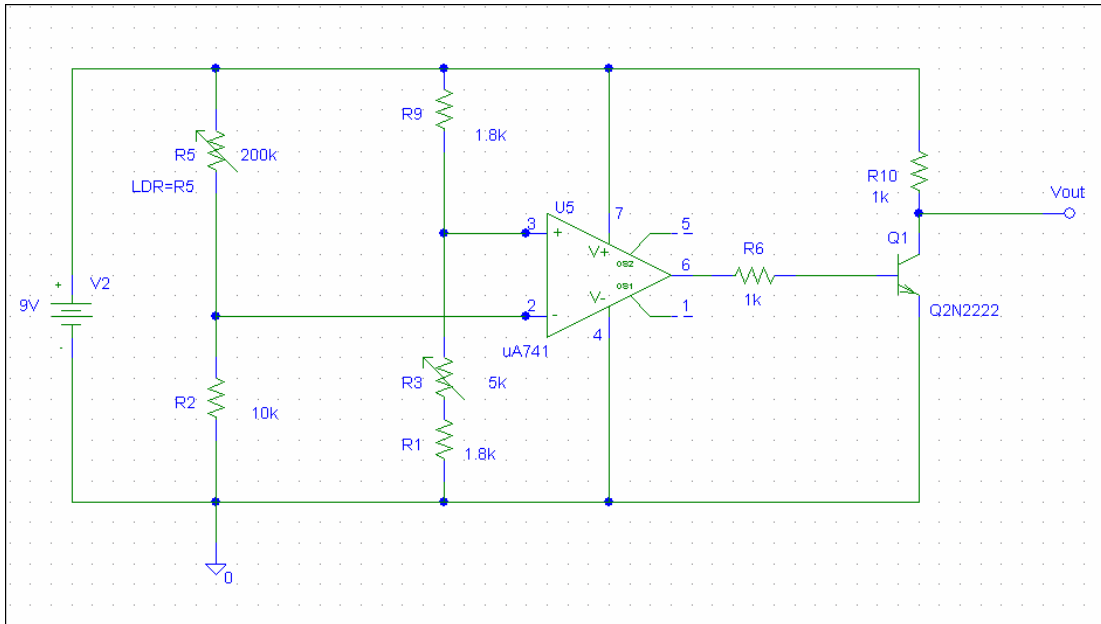 R9
1.8k
R5
200k
LDR=R5
R10
1k
Vout
U5
3
+
7
5
V+
OS2
6
R6
1k
Q1
Q2N2222
+
V2
9V
-
2
-
V-
OS1
1
4
uA741
R3
5k
R2
10k
R1
1.8k
0